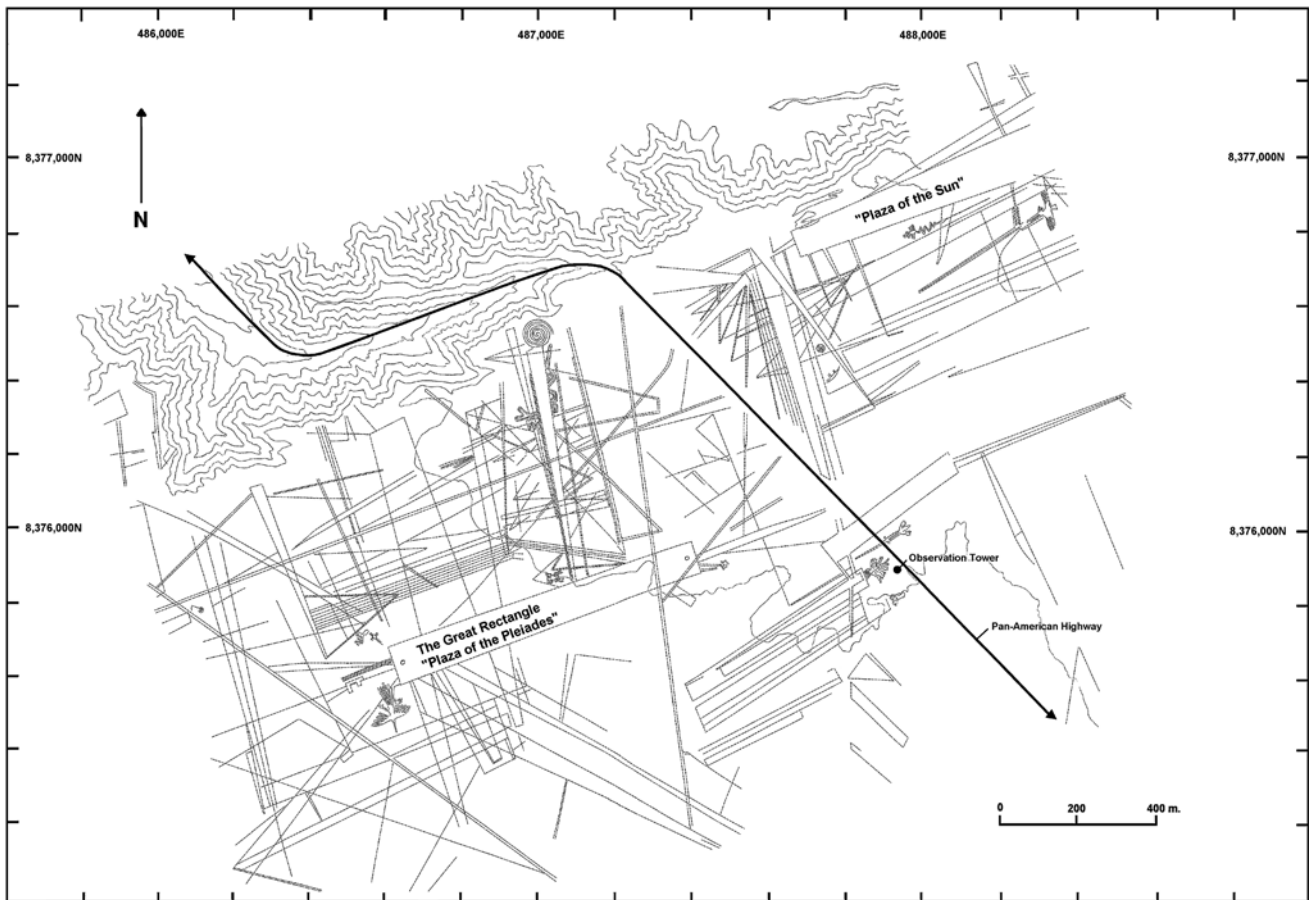 486,000E
487,000E
488,000E
8,377,000N
8,377,000N
N
"Plaza of the Sun"
8,376,000N
8,376,000N
Observation Tower
The Great Rectangle
"Plaza of the Pleiades"
Pan-American Highway
0
200
400 m.